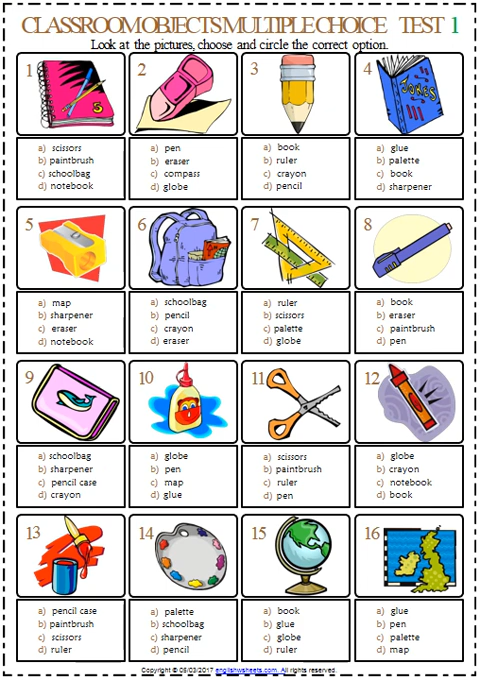 CLASSROOM OBJECTS MULTIPLE CHOICE TEST 1
Look at the pictures, choose and circle the correct option.
1
2
3
4
JOKES
a) scissors
b) paintbrush
c) schoolbag
d) notebook
a) pen
b) eraser
c) compass
d) globe
a) book
b) ruler
c) crayon
d) pencil
a) glue
b) palette
c) book
d) sharpener
5
6
7
8
a) map
b) sharpener
c) eraser
d) notebook
a) schoolbag
b) pencil
c) crayon
d) eraser
a) ruler
b) scissors
c) palette
d) globe
a) book
b) eraser
c) paintbrush
d) pen
9
10
11
12
a) schoolbag
b) sharpener
c) pencil case
d) crayon
a) globe
b) pen
c) map
d) glue
a) scissors
b) paintbrush
c) ruler
d) pen
a) globe
b) crayon
c) notebook
d) book
13
14
15
16
a) pencil case
b) paintbrush
c) scissors
d) ruler
a) palette
b) schoolbag
c) sharpener
d) pencil
a) book
b) glue
c) globe
d) ruler
a) glue
b) pen
c) palette
d) map
Copyright © 05/03/2017 englishwsheets.com. All rights reserved.